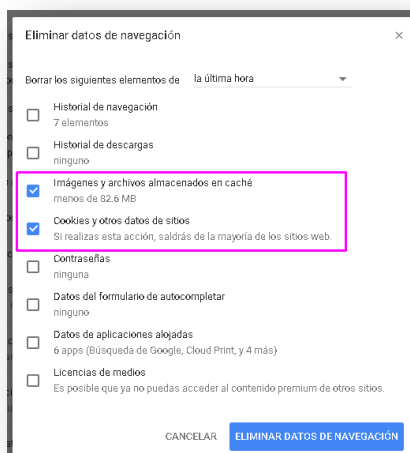 Eliminar datos de navegación
Borrar los siguientes elementos de la última hora
Historial de navegación
7 elementos
Historial de descargas
ninguno
Imágenes y archivos almacenados en caché
menos de 82.6 MB
Cookies y otros datos de sitios
Si realizas esta acción, saldrás de la mayoría de los sitios web.
Contraseñas
ninguna
Datos del formulario de autocompletar
ninguno
Datos de aplicaciones alojadas
6 apps (Búsqueda de Google, Cloud Print, y 4 más)
Licencias de medios
Es posible que ya no puedas acceder al contenido premium de otros sitios.
CANCELAR ELIMINAR DATOS DE NAVEGACIÓN